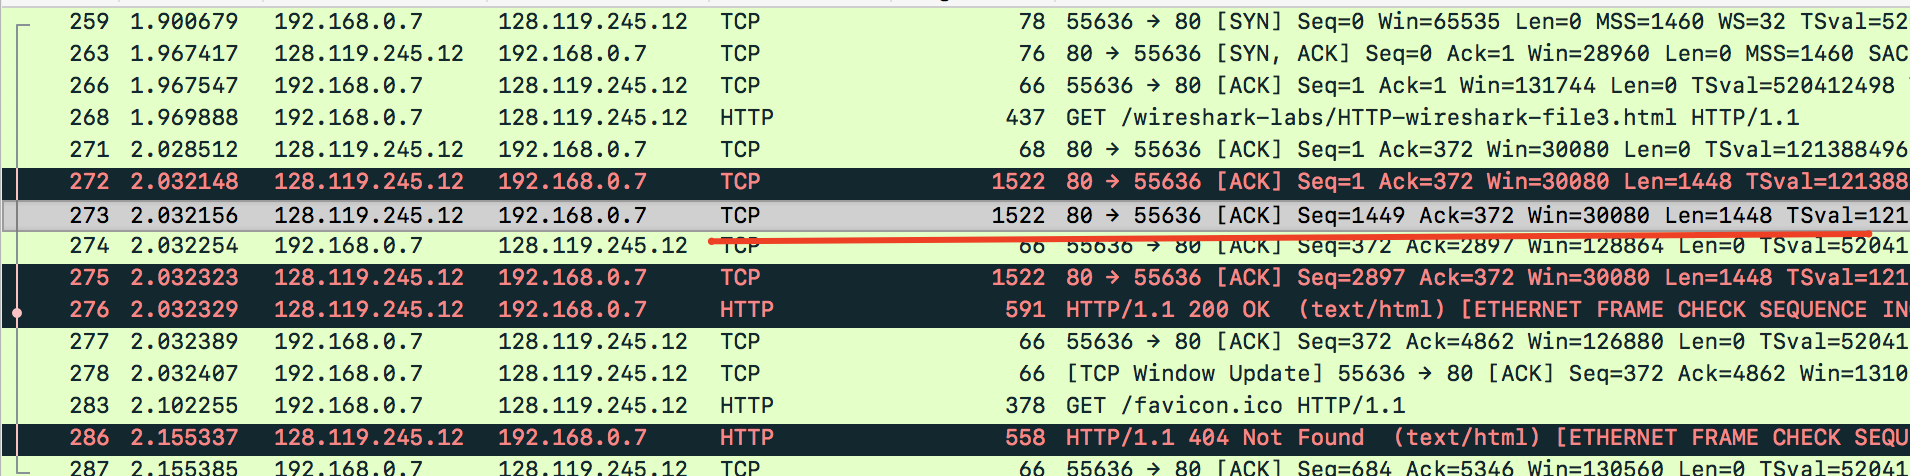 259 1.900679 192.168.0.7 128.119.245.12 TCP 78 55636 → 80 [SYN] Seq=0 Win=65535 Len=0 MSS=1460 WS=32 TSval=52
263 1.967417 128.119.245.12 192.168.0.7 TCP 76 80 → 55636 [SYN, ACK] Seq=0 Ack=1 Win=28960 Len=0 MSS=1460 SAC
266 1.967547 192.168.0.7 128.119.245.12 TCP 66 55636 → 80 [ACK] Seq=1 Ack=1 Win=131744 Len=0 TSval=520412498
268 1.969888 192.168.0.7 128.119.245.12 HTTP 437 GET /wireshark-labs/HTTP-wireshark-file3.html HTTP/1.1
271 2.028512 128.119.245.12 192.168.0.7 TCP 68 80 → 55636 [ACK] Seq=1 Ack=372 Win=30080 Len=0 TSval=121388496
272 2.032148 128.119.245.12 192.168.0.7 TCP 1522 80 → 55636 [ACK] Seq=1 Ack=372 Win=30080 Len=1448 TSval=121388
273 2.032156 128.119.245.12 192.168.0.7 TCP 1522 80 → 55636 [ACK] Seq=1449 Ack=372 Win=30080 Len=1448 TSval=121
274 2.032254 192.168.0.7 128.119.245.12 TCP 66 55636 → 80 [ACK] Seq=372 Ack=2897 Win=128864 Len=0 TSval=52041
275 2.032323 128.119.245.12 192.168.0.7 TCP 1522 80 → 55636 [ACK] Seq=2897 Ack=372 Win=30080 Len=1448 TSval=121
276 2.032329 128.119.245.12 192.168.0.7 HTTP 591 HTTP/1.1 200 OK (text/html) [ETHERNET FRAME CHECK SEQUENCE IN
277 2.032389 192.168.0.7 128.119.245.12 TCP 66 55636 → 80 [ACK] Seq=372 Ack=4862 Win=126880 Len=0 TSval=52041
278 2.032407 192.168.0.7 128.119.245.12 TCP 66 [TCP Window Update] 55636 → 80 [ACK] Seq=372 Ack=4862 Win=1310
283 2.102255 192.168.0.7 128.119.245.12 HTTP 378 GET /favicon.ico HTTP/1.1
286 2.155337 128.119.245.12 192.168.0.7 HTTP 558 HTTP/1.1 404 Not Found (text/html) [ETHERNET FRAME CHECK SEQU
287 2.155385 192.168.0.7 128.119.245.12 TCP 66 55636 → 80 [ACK] Seq=684 Ack=5346 Win=130560 Len=0 TSval=52041